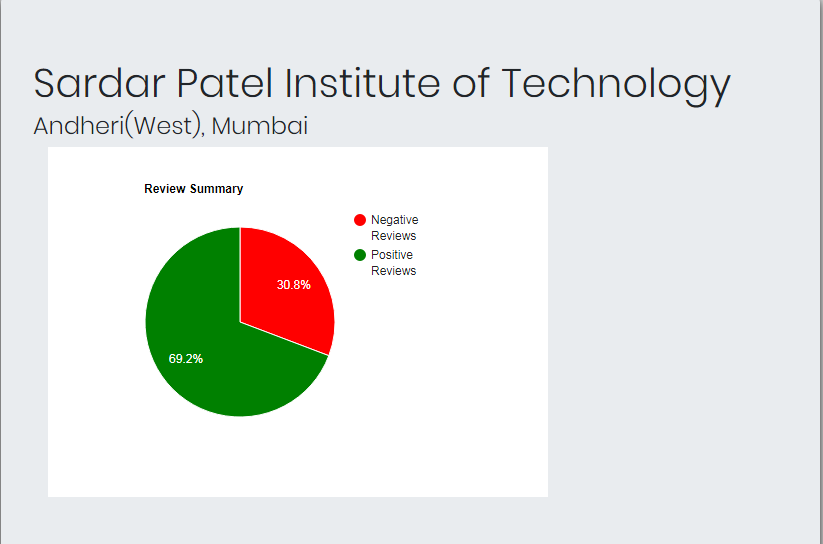 Sardar Patel Institute of Technology
Andheri(West), Mumbai
Review Summary
Negative
Reviews
Positive
Reviews
30.8%
69.2%